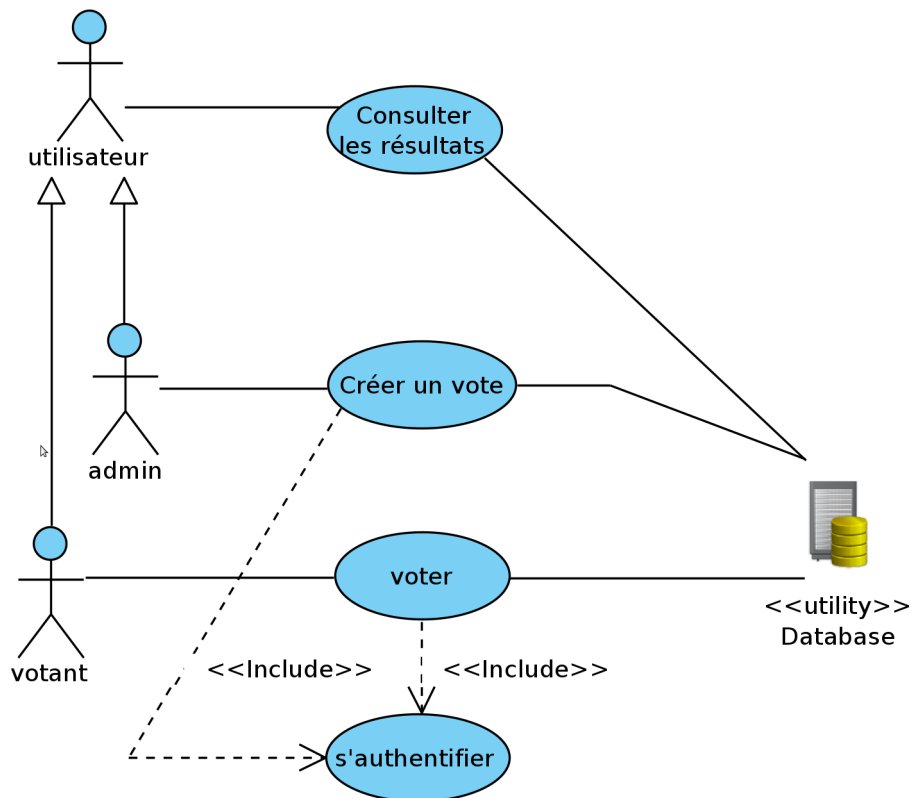 utilisateur
Consulter
les résultats
admin
Créer un vote
votant
voter
<<utility>>
Database
<<Include>>
<<Include>>
s'authentifier